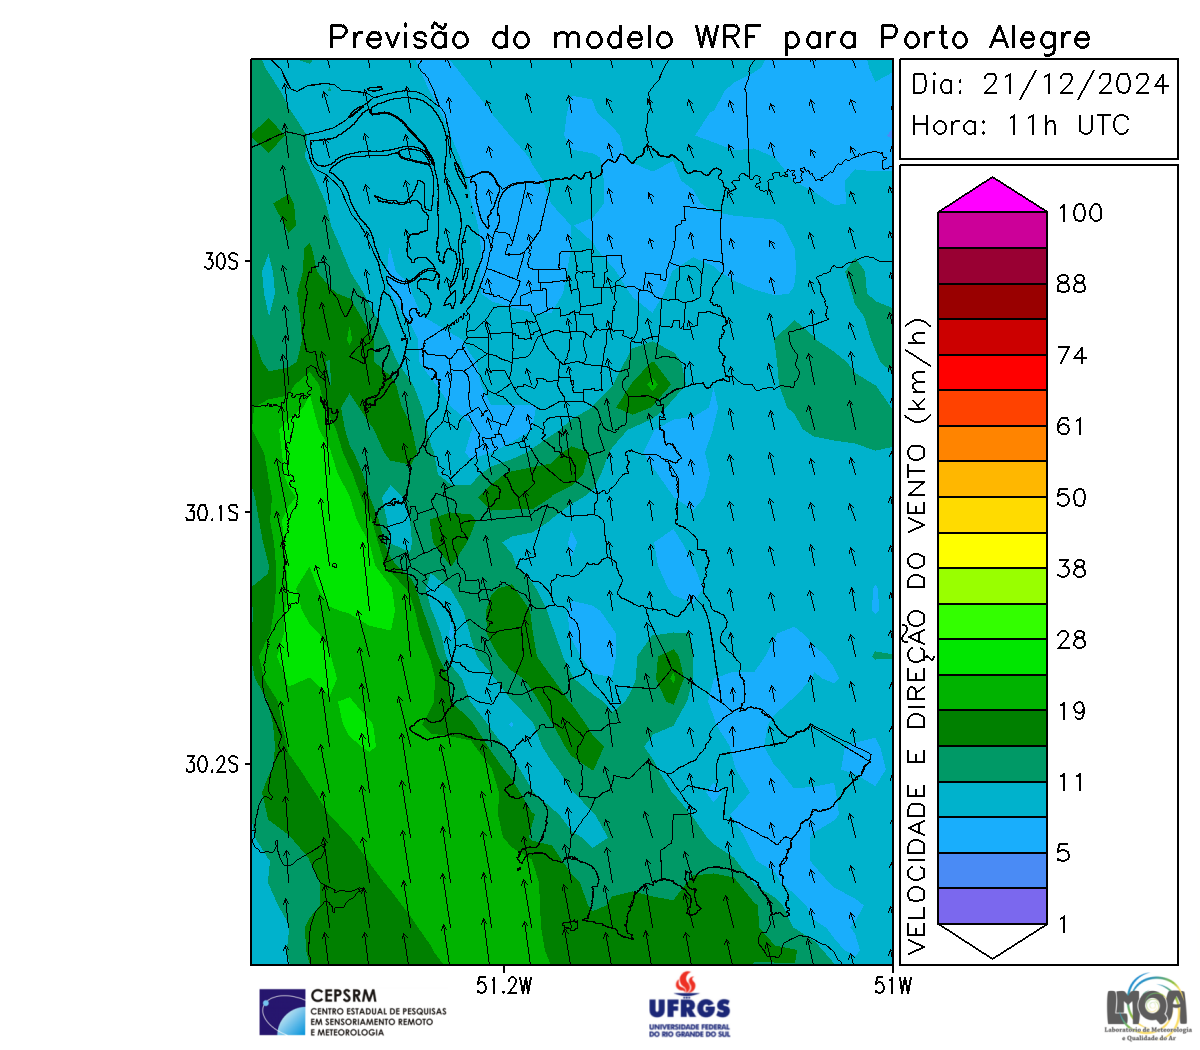 Previsão do modelo WRF para Porto Alegre
Dia: 21/12/2024
Hora: 11h UTC
30S
30.1S
30.2S
51.2W
51W
VELOCIDADE E DIREÇÃO DO VENTO (km/h)
100
88
74
61
50
38
28
19
11
5
1
CEPSRM
CENTRO ESTADUAL DE PESQUISAS
EM SENSORIAMENTO REMOTO
E METEOROLOGIA
UFRGS
UNIVERSIDADE FEDERAL
DO RIO GRANDE DO SUL
LMQA
Laboratório de Meteorologia
e Qualidade do Ar